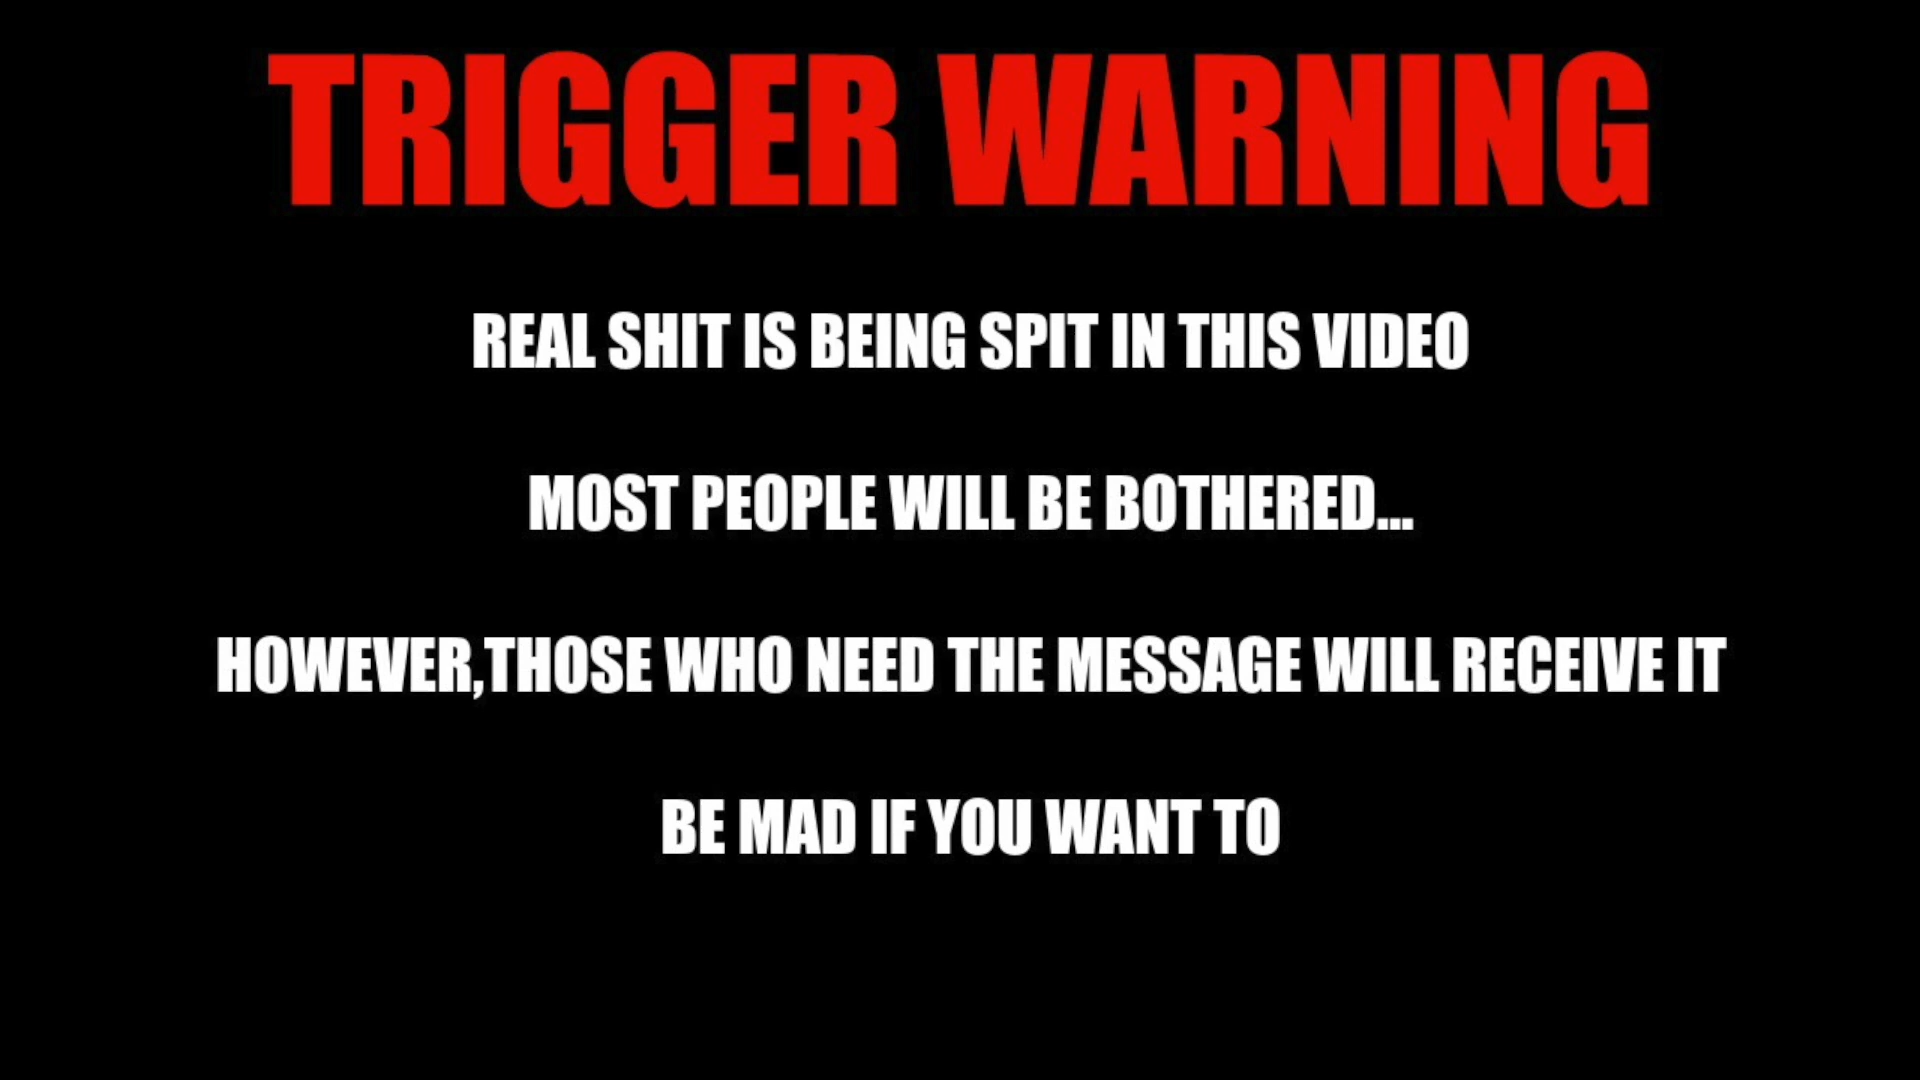 TRIGGER WARNING
REAL SHIT IS BEING SPIT IN THIS VIDEO
MOST PEOPLE WILL BE BOTHERED...
HOWEVER,THOSE WHO NEED THE MESSAGE WILL RECEIVE IT
BE MAD IF YOU WANT TO